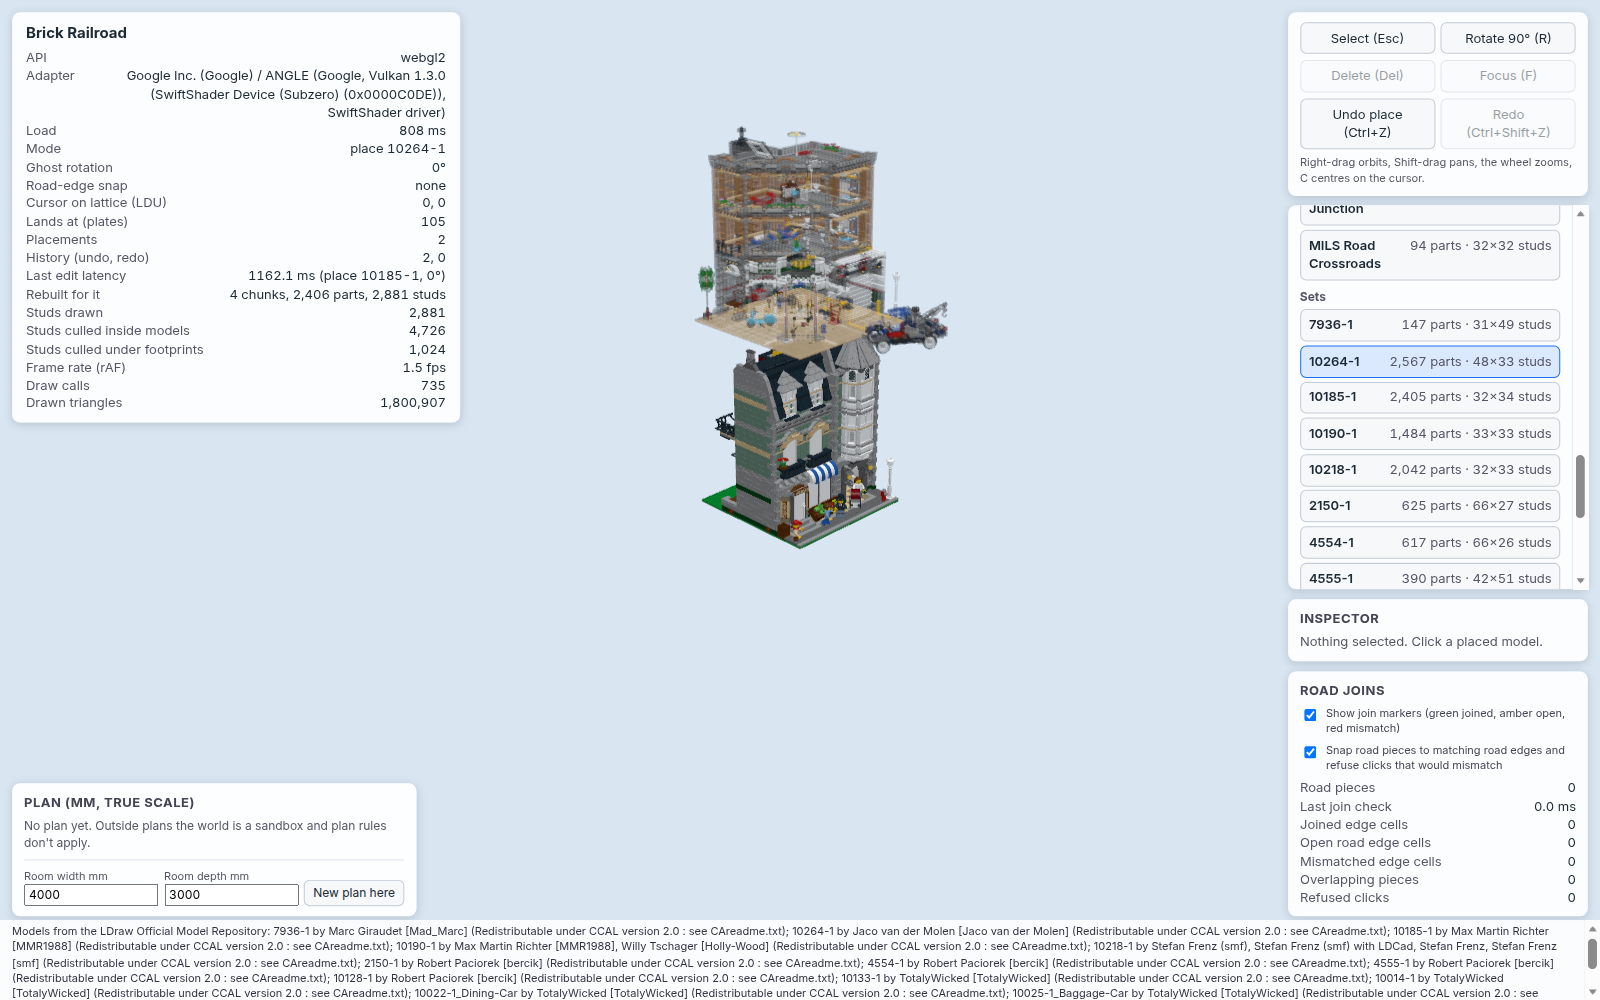 Brick Railroad
API webgl2
Adapter Google Inc. (Google) / ANGLE (Google, Vulkan 1.3.0
(SwiftShader Device (Subzero) (0x0000C0DE)),
SwiftShader driver)
Load 808 ms
Mode place 10264-1
Ghost rotation 0°
Road-edge snap none
Cursor on lattice (LDU) 0, 0
Lands at (plates) 105
Placements 2
History (undo, redo) 2, 0
Last edit latency 1162.1 ms (place 10185-1, 0°)
Rebuilt for it 4 chunks, 2,406 parts, 2,881 studs
Studs drawn 2,881
Studs culled inside models 4,726
Studs culled under footprints 1,024
Frame rate (rAF) 1.5 fps
Draw calls 735
Drawn triangles 1,800,907
Select (Esc) Rotate 90° (R)
Delete (Del) Focus (F)
Undo place (Ctrl+Z) Redo (Ctrl+Shift+Z)
Right-drag orbits, Shift-drag pans, the wheel zooms,
C centres on the cursor.
Junction
MILS Road Crossroads 94 parts · 32×32 studs
Sets
7936-1 147 parts · 31×49 studs
10264-1 2,567 parts · 48×33 studs
10185-1 2,405 parts · 32×34 studs
10190-1 1,484 parts · 33×33 studs
10218-1 2,042 parts · 32×33 studs
2150-1 625 parts · 66×27 studs
4554-1 617 parts · 66×26 studs
4555-1 390 parts · 42×51 studs
INSPECTOR
Nothing selected. Click a placed model.
ROAD JOINS
Show join markers (green joined, amber open,
red mismatch)
Snap road pieces to matching road edges and
refuse clicks that would mismatch
Road pieces 0
Last join check 0.0 ms
Joined edge cells 0
Open road edge cells 0
Mismatched edge cells 0
Overlapping pieces 0
Refused clicks 0
PLAN (MM, TRUE SCALE)
No plan yet. Outside plans the world is a sandbox and plan rules
don't apply.
Room width mm Room depth mm
4000 3000 New plan here
Models from the LDraw Official Model Repository: 7936-1 by Marc Giraudet [Mad_Marc] (Redistributable under CCAL version 2.0 : see CAreadme.txt); 10264-1 by Jaco van der Molen [Jaco van der Molen] (Redistributable under CCAL version 2.0 : see CAreadme.txt); 10185-1 by Max Martin Richter
[MMR1988] (Redistributable under CCAL version 2.0 : see CAreadme.txt); 10190-1 by Max Martin Richter [MMR1988], Willy Tschager [Holly-Wood] (Redistributable under CCAL version 2.0 : see CAreadme.txt); 10218-1 by Stefan Frenz (smf), Stefan Frenz (smf) with LDCad, Stefan Frenz, Stefan Frenz
[smf] (Redistributable under CCAL version 2.0 : see CAreadme.txt); 2150-1 by Robert Paciorek [bercik] (Redistributable under CCAL version 2.0 : see CAreadme.txt); 4554-1 by Robert Paciorek [bercik] (Redistributable under CCAL version 2.0 : see CAreadme.txt); 4555-1 by Robert Paciorek [bercik]
(Redistributable under CCAL version 2.0 : see CAreadme.txt); 10128-1 by Robert Paciorek [bercik] (Redistributable under CCAL version 2.0 : see CAreadme.txt); 10133-1 by TotalyWicked [TotalyWicked] (Redistributable under CCAL version 2.0 : see CAreadme.txt); 10014-1 by TotalyWicked
[TotalyWicked] (Redistributable under CCAL version 2.0 : see CAreadme.txt); 10022-1_Dining-Car by TotalyWicked [TotalyWicked] (Redistributable under CCAL version 2.0 : see CAreadme.txt); 10025-1_Baggage-Car by TotalyWicked [TotalyWicked] (Redistributable under CCAL version 2.0 : see